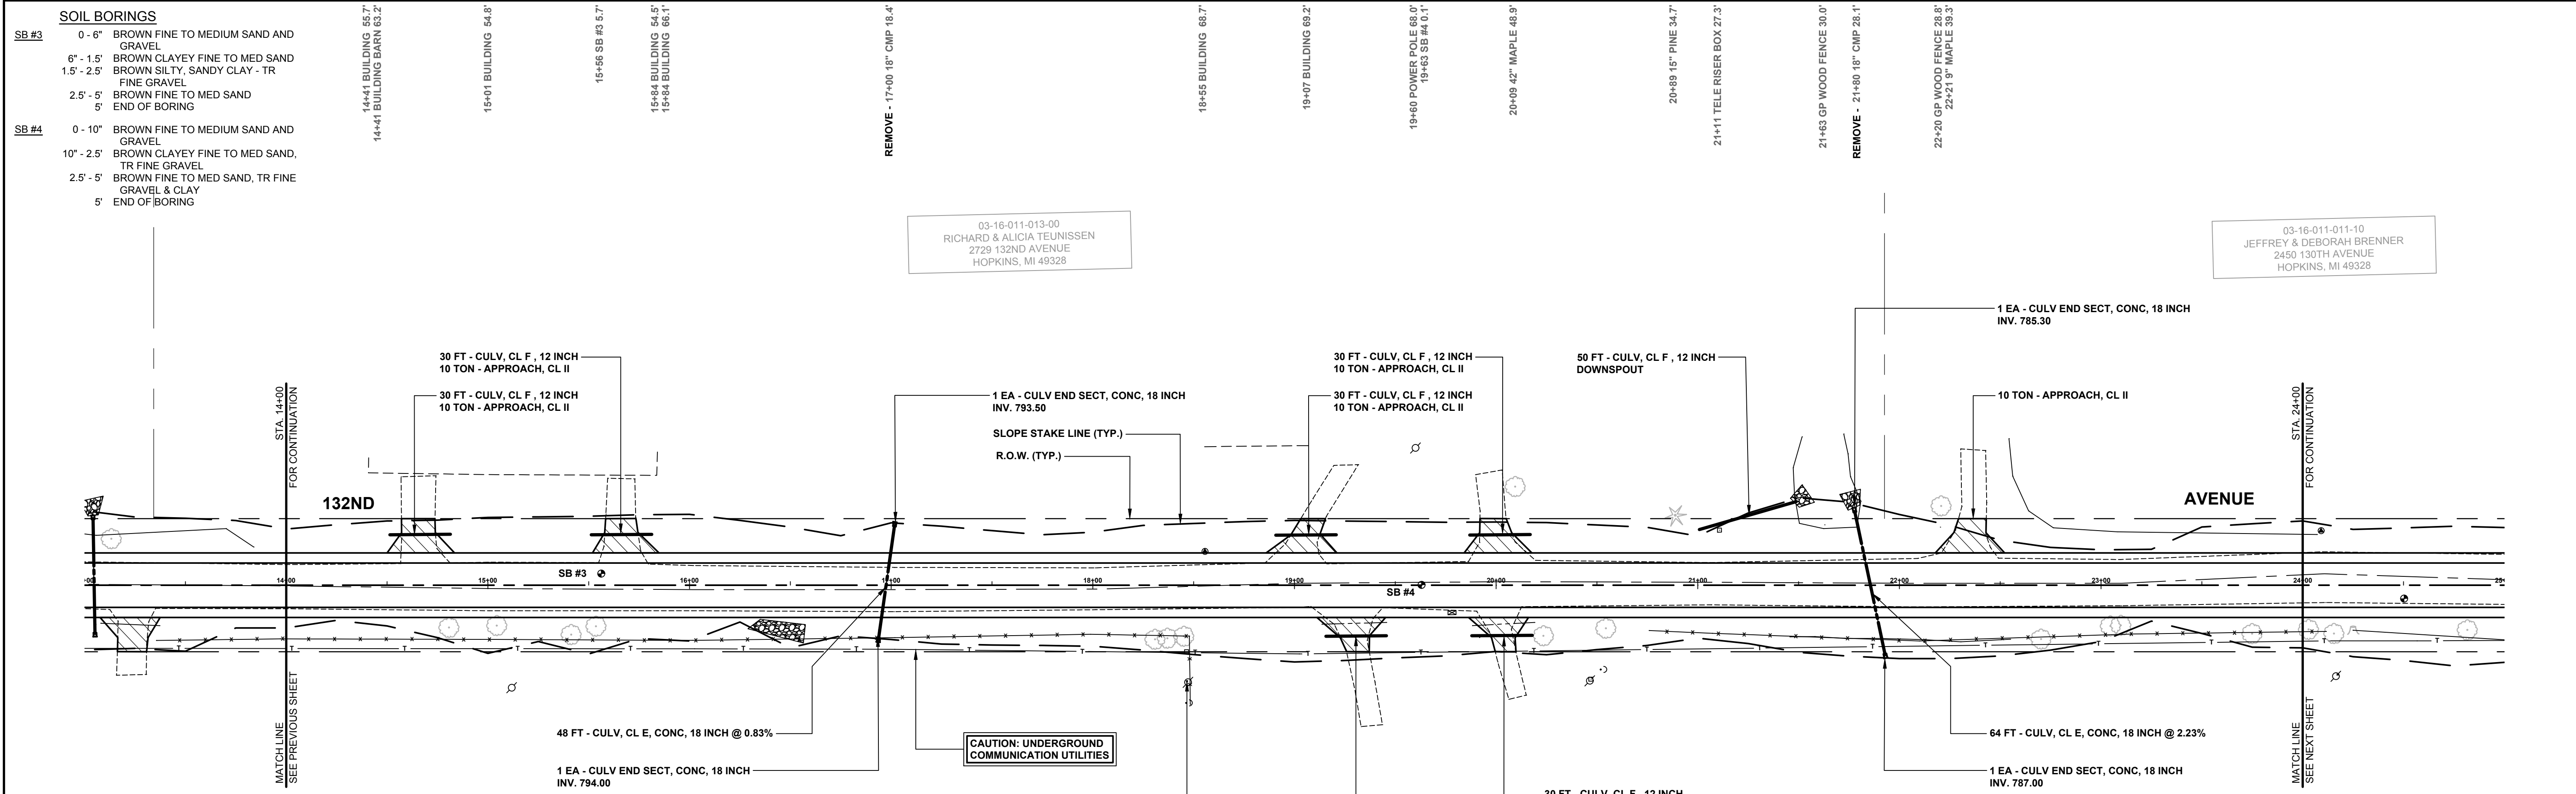 SOIL BORINGS
SB #3 0 - 6" BROWN FINE TO MEDIUM SAND AND
GRAVEL
6" - 1.5' BROWN CLAYEY FINE TO MED SAND
1.5' - 2.5' BROWN SILTY, SANDY CLAY - TR
FINE GRAVEL
2.5' - 5' BROWN FINE TO MED SAND
5' END OF BORING
SB #4 0 - 10" BROWN FINE TO MEDIUM SAND AND
GRAVEL
10" - 2.5' BROWN CLAYEY FINE TO MED SAND,
TR FINE GRAVEL
2.5' - 5' BROWN FINE TO MED SAND, TR FINE
GRAVEL & CLAY
5' END OF BORING
14+41 BUILDING 55.7'
14+41 BUILDING BARN 63.2'
15+01 BUILDING 54.8'
15+56 SB #3 5.7'
15+84 BUILDING 54.5'
15+84 BUILDING 66.1'
REMOVE - 17+00 18" CMP 18.4'
18+55 BUILDING 68.7'
19+07 BUILDING 69.2'
19+60 POWER POLE 68.0'
19+63 SB #4 0.1'
20+09 42" MAPLE 48.9'
20+89 15" PINE 34.7'
21+11 TELE RISER BOX 27.3'
21+63 GP WOOD FENCE 30.0'
REMOVE - 21+80 18" CMP 28.1'
22+20 GP WOOD FENCE 28.8'
22+21 9" MAPLE 39.3'
03-16-011-013-00
RICHARD & ALICIA TEUNISSEN
2729 132ND AVENUE
HOPKINS, MI 49328
03-16-011-011-10
JEFFREY & DEBORAH BRENNER
2450 130TH AVENUE
HOPKINS, MI 49328
1 EA - CULV END SECT, CONC, 18 INCH
INV. 785.30
30 FT - CULV, CL F , 12 INCH
10 TON - APPROACH, CL II
30 FT - CULV, CL F , 12 INCH
10 TON - APPROACH, CL II
1 EA - CULV END SECT, CONC, 18 INCH
INV. 793.50
SLOPE STAKE LINE (TYP.)
R.O.W. (TYP.)
30 FT - CULV, CL F , 12 INCH
10 TON - APPROACH, CL II
30 FT - CULV, CL F , 12 INCH
10 TON - APPROACH, CL II
50 FT - CULV, CL F , 12 INCH
DOWNSPOUT
10 TON - APPROACH, CL II
STA. 14+00
FOR CONTINUATION
132ND
AVENUE
STA. 24+00
FOR CONTINUATION
SB #3
SB #4
14+00
15+00
16+00
17+00
18+00
19+00
20+00
21+00
22+00
23+00
24+00
MATCH LINE
SEE PREVIOUS SHEET
48 FT - CULV, CL E, CONC, 18 INCH @ 0.83%
1 EA - CULV END SECT, CONC, 18 INCH
INV. 794.00
CAUTION: UNDERGROUND
COMMUNICATION UTILITIES
64 FT - CULV, CL E, CONC, 18 INCH @ 2.23%
1 EA - CULV END SECT, CONC, 18 INCH
INV. 787.00
MATCH LINE
SEE NEXT SHEET
30 FT - CULV, CL F , 12 INCH